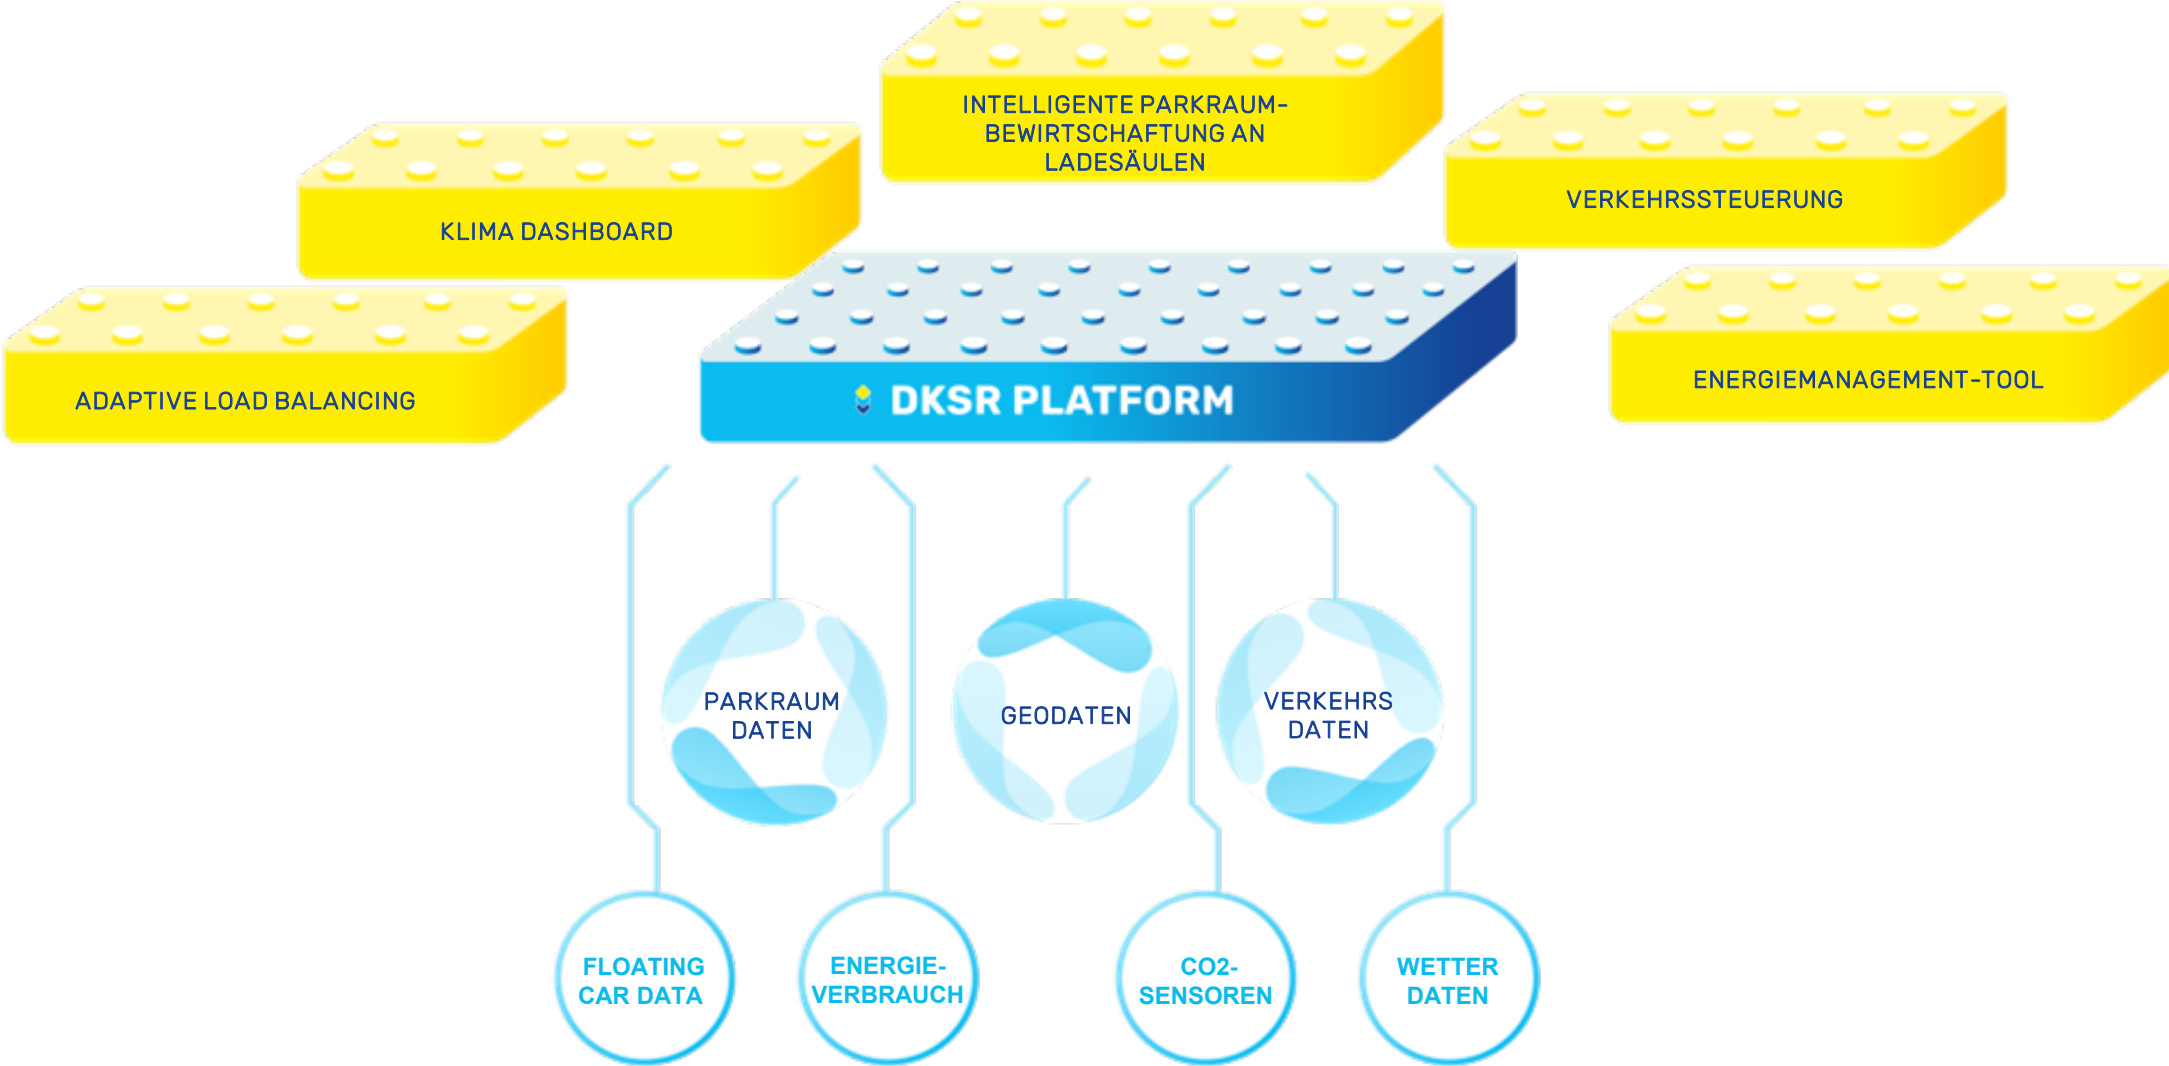 INTELLIGENTE PARKRAUM-
BEWIRTSCHAFTUNG AN
LADESÄULEN
KLIMA DASHBOARD
VERKEHRSSTEUERUNG
ADAPTIVE LOAD BALANCING
DKSR PLATFORM
ENERGIEMANAGEMENT-TOOL
PARKRAUM
DATEN
GEODATEN
VERKEHRS
DATEN
FLOATING
CAR DATA
ENERGIE-
VERBRAUCH
CO2-
SENSOREN
WETTER
DATEN